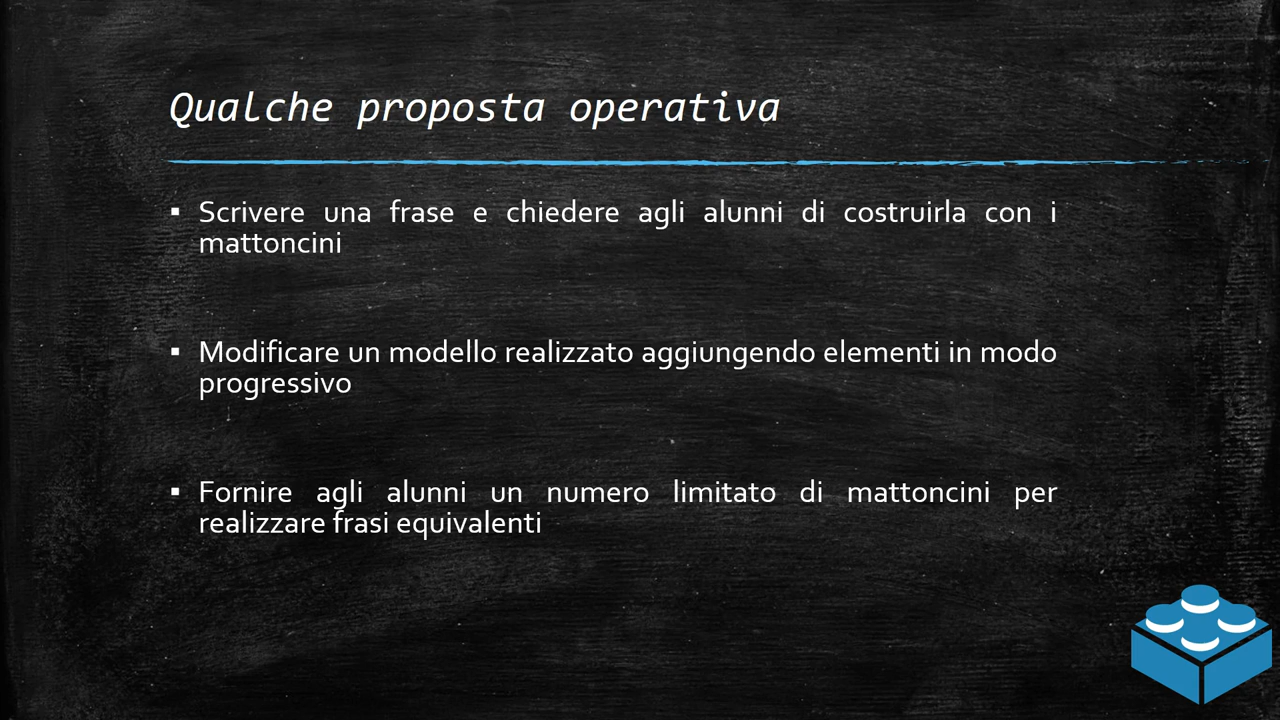 Qualche proposta operativa
▪ Scrivere una frase e chiedere agli alunni di costruirla con i
mattoncini
▪ Modificare un modello realizzato aggiungendo elementi in modo
progressivo
▪ Fornire agli alunni un numero limitato di mattoncini per
realizzare frasi equivalenti